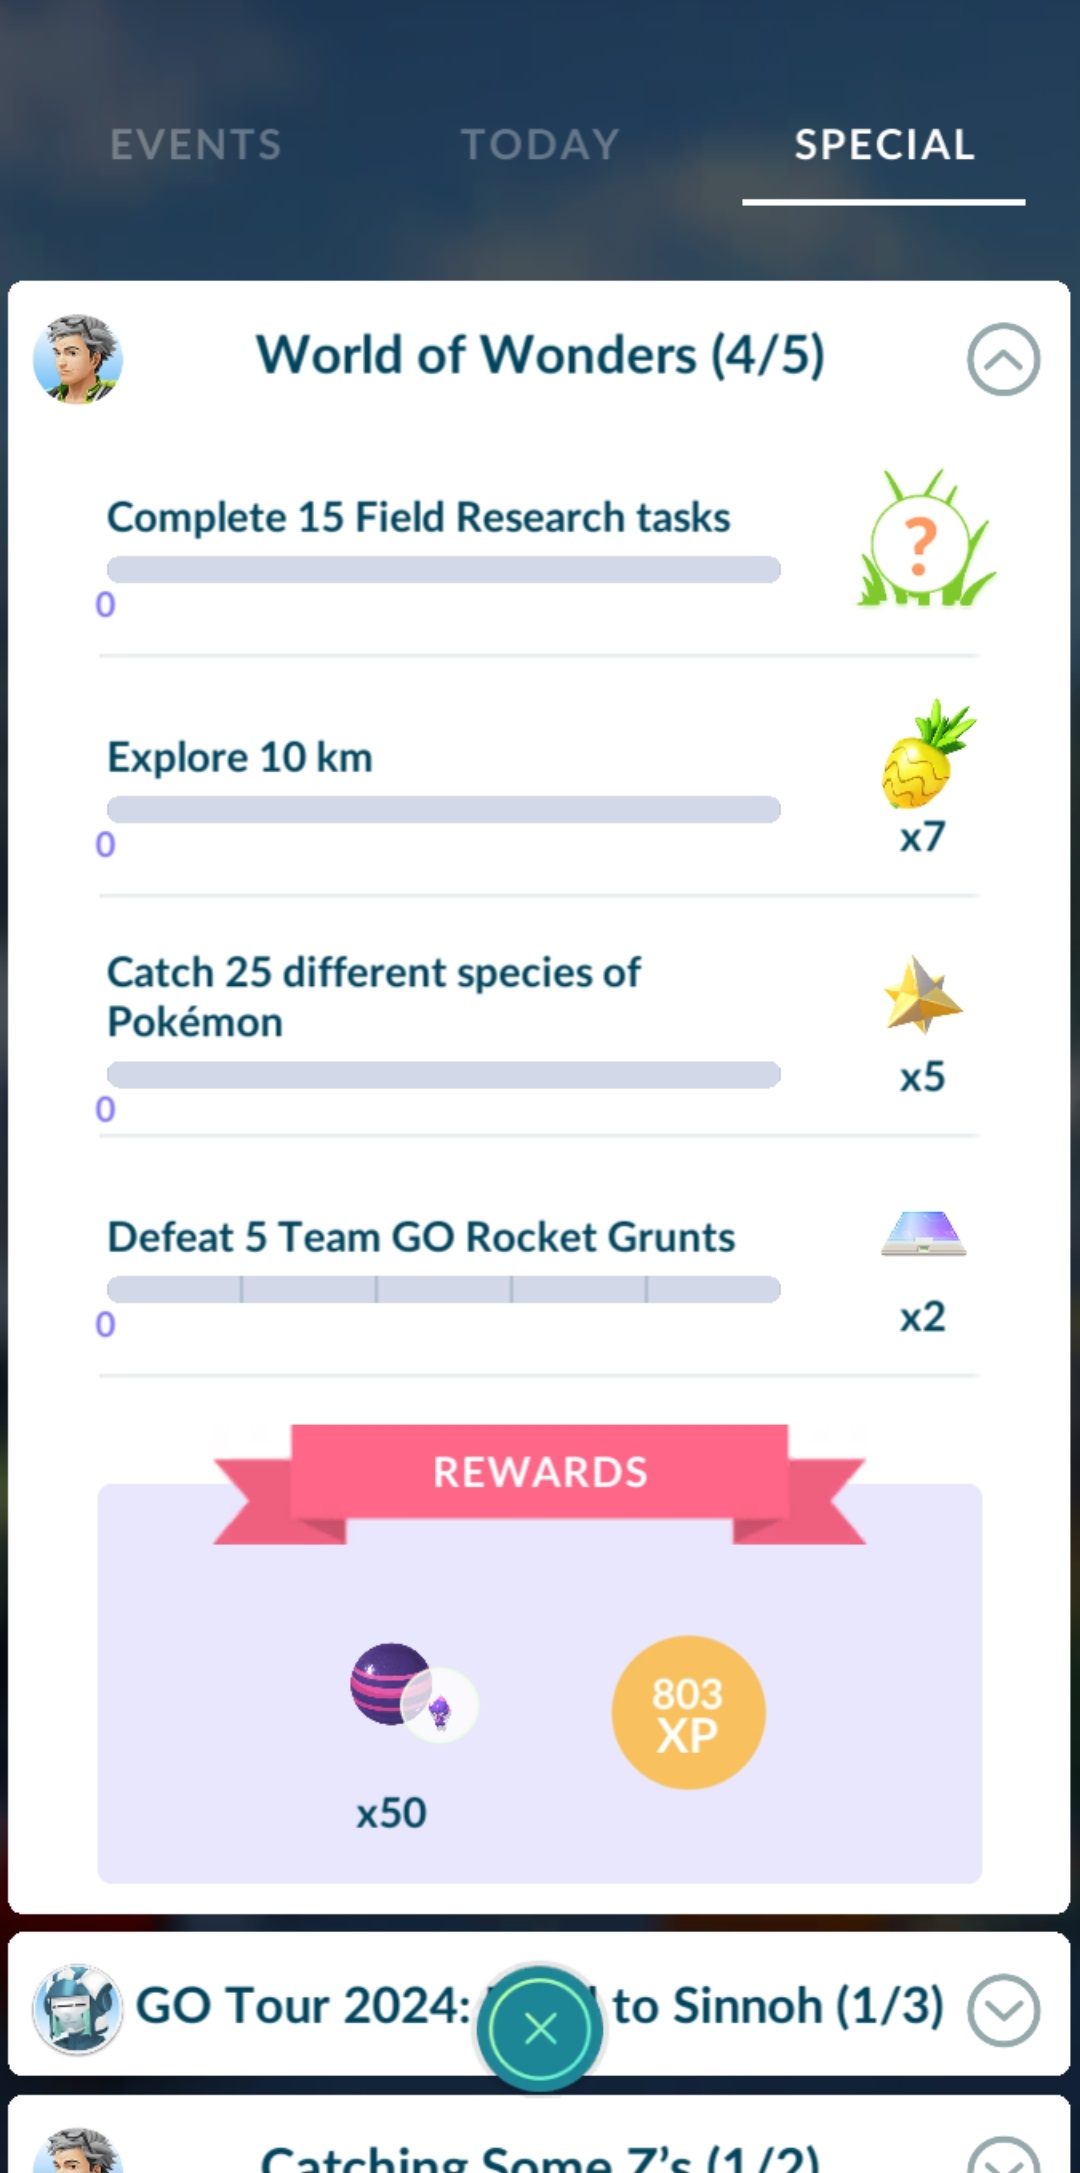 EVENTS
TODAY
SPECIAL
World of Wonders (4/5)
Complete 15 Field Research tasks
?
0
Explore 10 km
0
x7
Catch 25 different species of
Pokémon
0
x5
Defeat 5 Team GO Rocket Grunts
0
x2
REWARDS
803
XP
x50
GO Tour 2024: to Sinnoh (1/3)
Catching Some Z's (1/2)